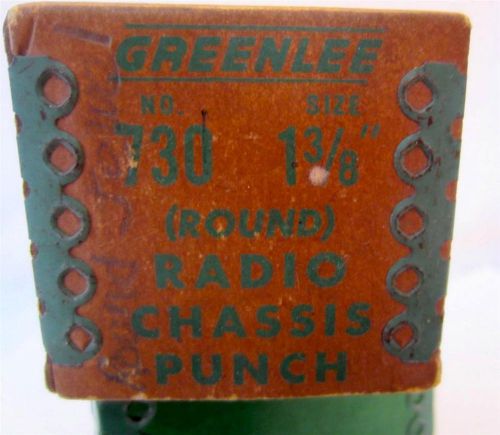 GREENLEE
NO. SIZE
730 1 3/8"
(ROUND)
RADIO
CHASSIS
PUNCH